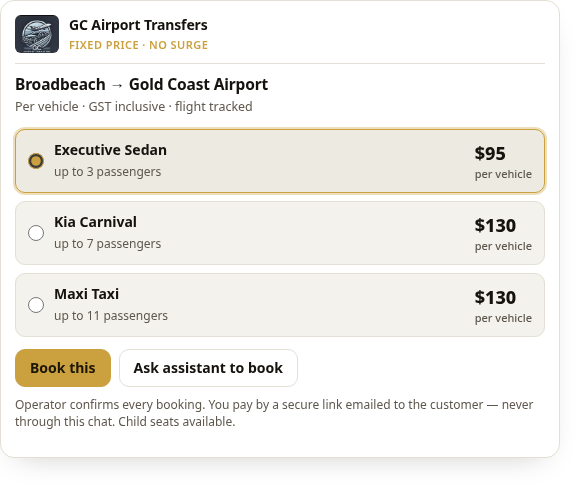 GC Airport Transfers
FIXED PRICE · NO SURGE
Broadbeach → Gold Coast Airport
Per vehicle · GST inclusive · flight tracked
Executive Sedan
up to 3 passengers
$95
per vehicle
Kia Carnival
up to 7 passengers
$130
per vehicle
Maxi Taxi
up to 11 passengers
$130
per vehicle
Book this
Ask assistant to book
Operator confirms every booking. You pay by a secure link emailed to the customer — never
through this chat. Child seats available.